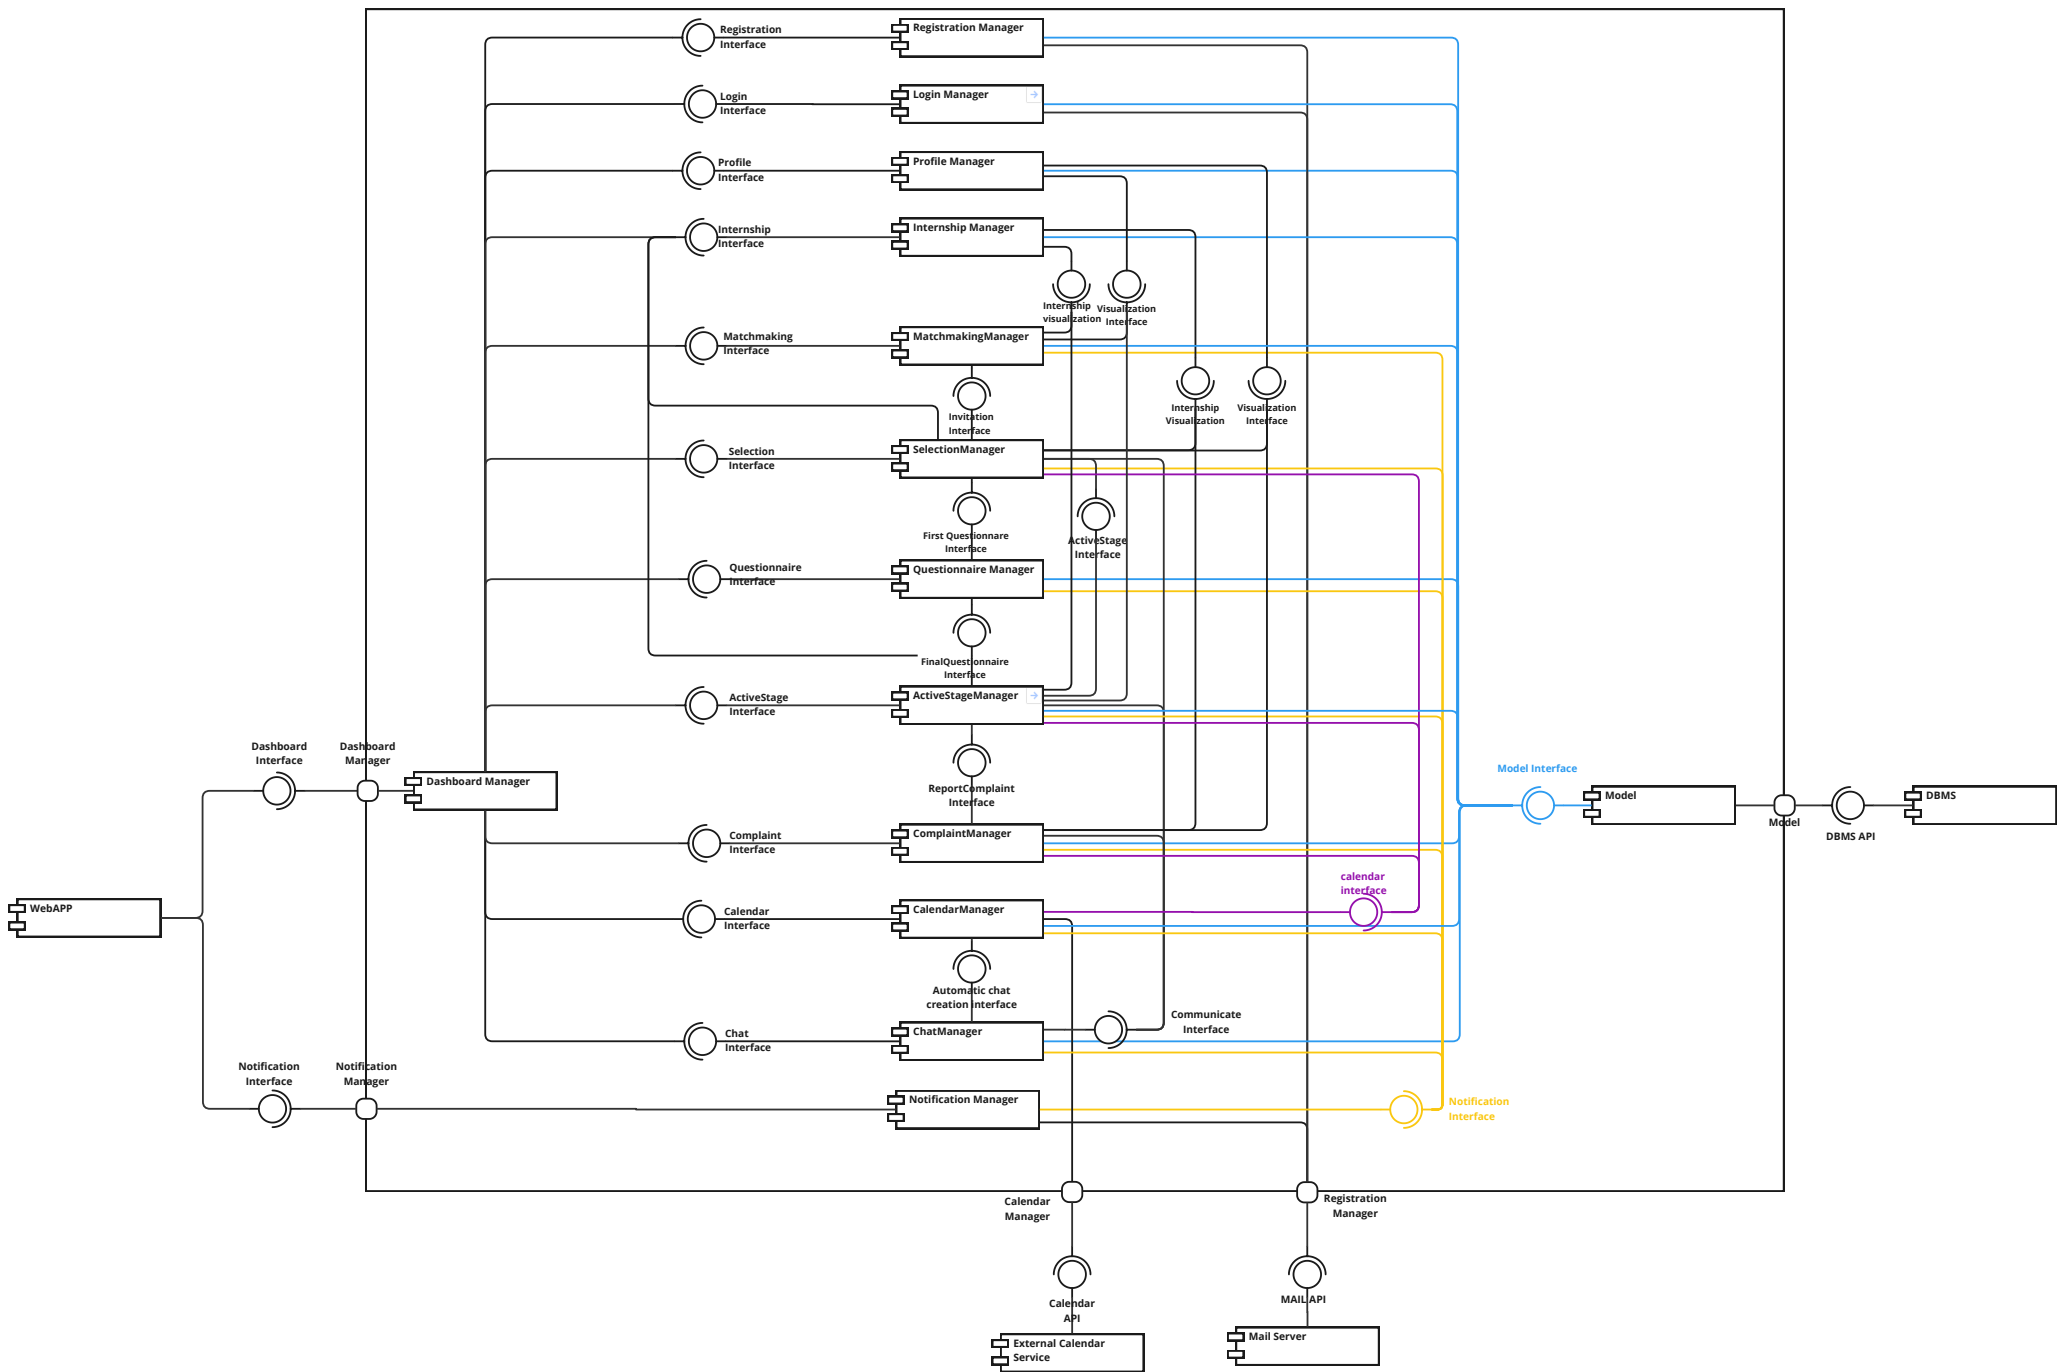 Registration
Interface
Registration Manager
Login
Interface
Login Manager
Profile
Interface
Profile Manager
Internship
Interface
Internship Manager
Internship
visualization
Visualization
Interface
Matchmaking
Interface
MatchmakingManager
Invitation
Interface
Internship
Visualization
Visualization
Interface
Selection
Interface
SelectionManager
First Questionnare
Interface
ActiveStage
Interface
Questionnaire
Interface
Questionnaire Manager
FinalQuestionnaire
Interface
ActiveStage
Interface
ActiveStageManager
Dashboard
Interface
Dashboard
Manager
Dashboard Manager
ReportComplaint
Interface
Model Interface
Model
Model
DBMS API
DBMS
Complaint
Interface
ComplaintManager
calendar
interface
WebAPP
Calendar
Interface
CalendarManager
Automatic chat
creation interface
Chat
Interface
ChatManager
Communicate
Interface
Notification
Interface
Notification
Manager
Notification Manager
Notification
Interface
Calendar
Manager
Registration
Manager
Calendar
API
MAIL API
External Calendar
Service
Mail Server